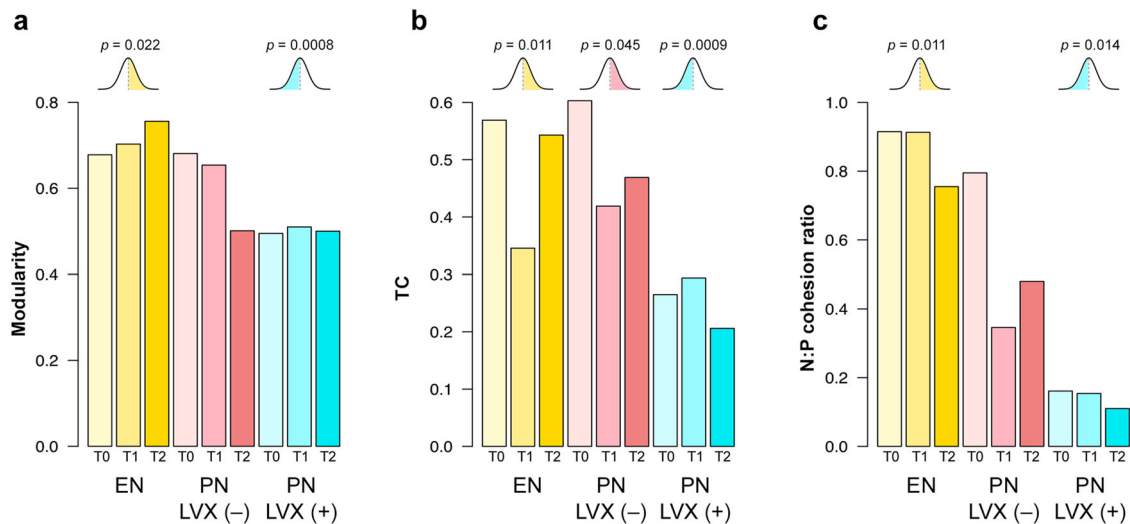 a
p = 0.022
p = 0.0008
Modularity
0.8
0.6
0.4
0.2
0.0
T0 T1 T2 T0 T1 T2 T0 T1 T2
EN PN PN
LVX (–) LVX (+)
b
p = 0.011
p = 0.045
p = 0.0009
TC
0.6
0.5
0.4
0.3
0.2
0.1
0.0
T0 T1 T2 T0 T1 T2 T0 T1 T2
EN PN PN
LVX (–) LVX (+)
c
p = 0.011
p = 0.014
N:P cohesion ratio
1.0
0.8
0.6
0.4
0.2
0.0
T0 T1 T2 T0 T1 T2 T0 T1 T2
EN PN PN
LVX (–) LVX (+)